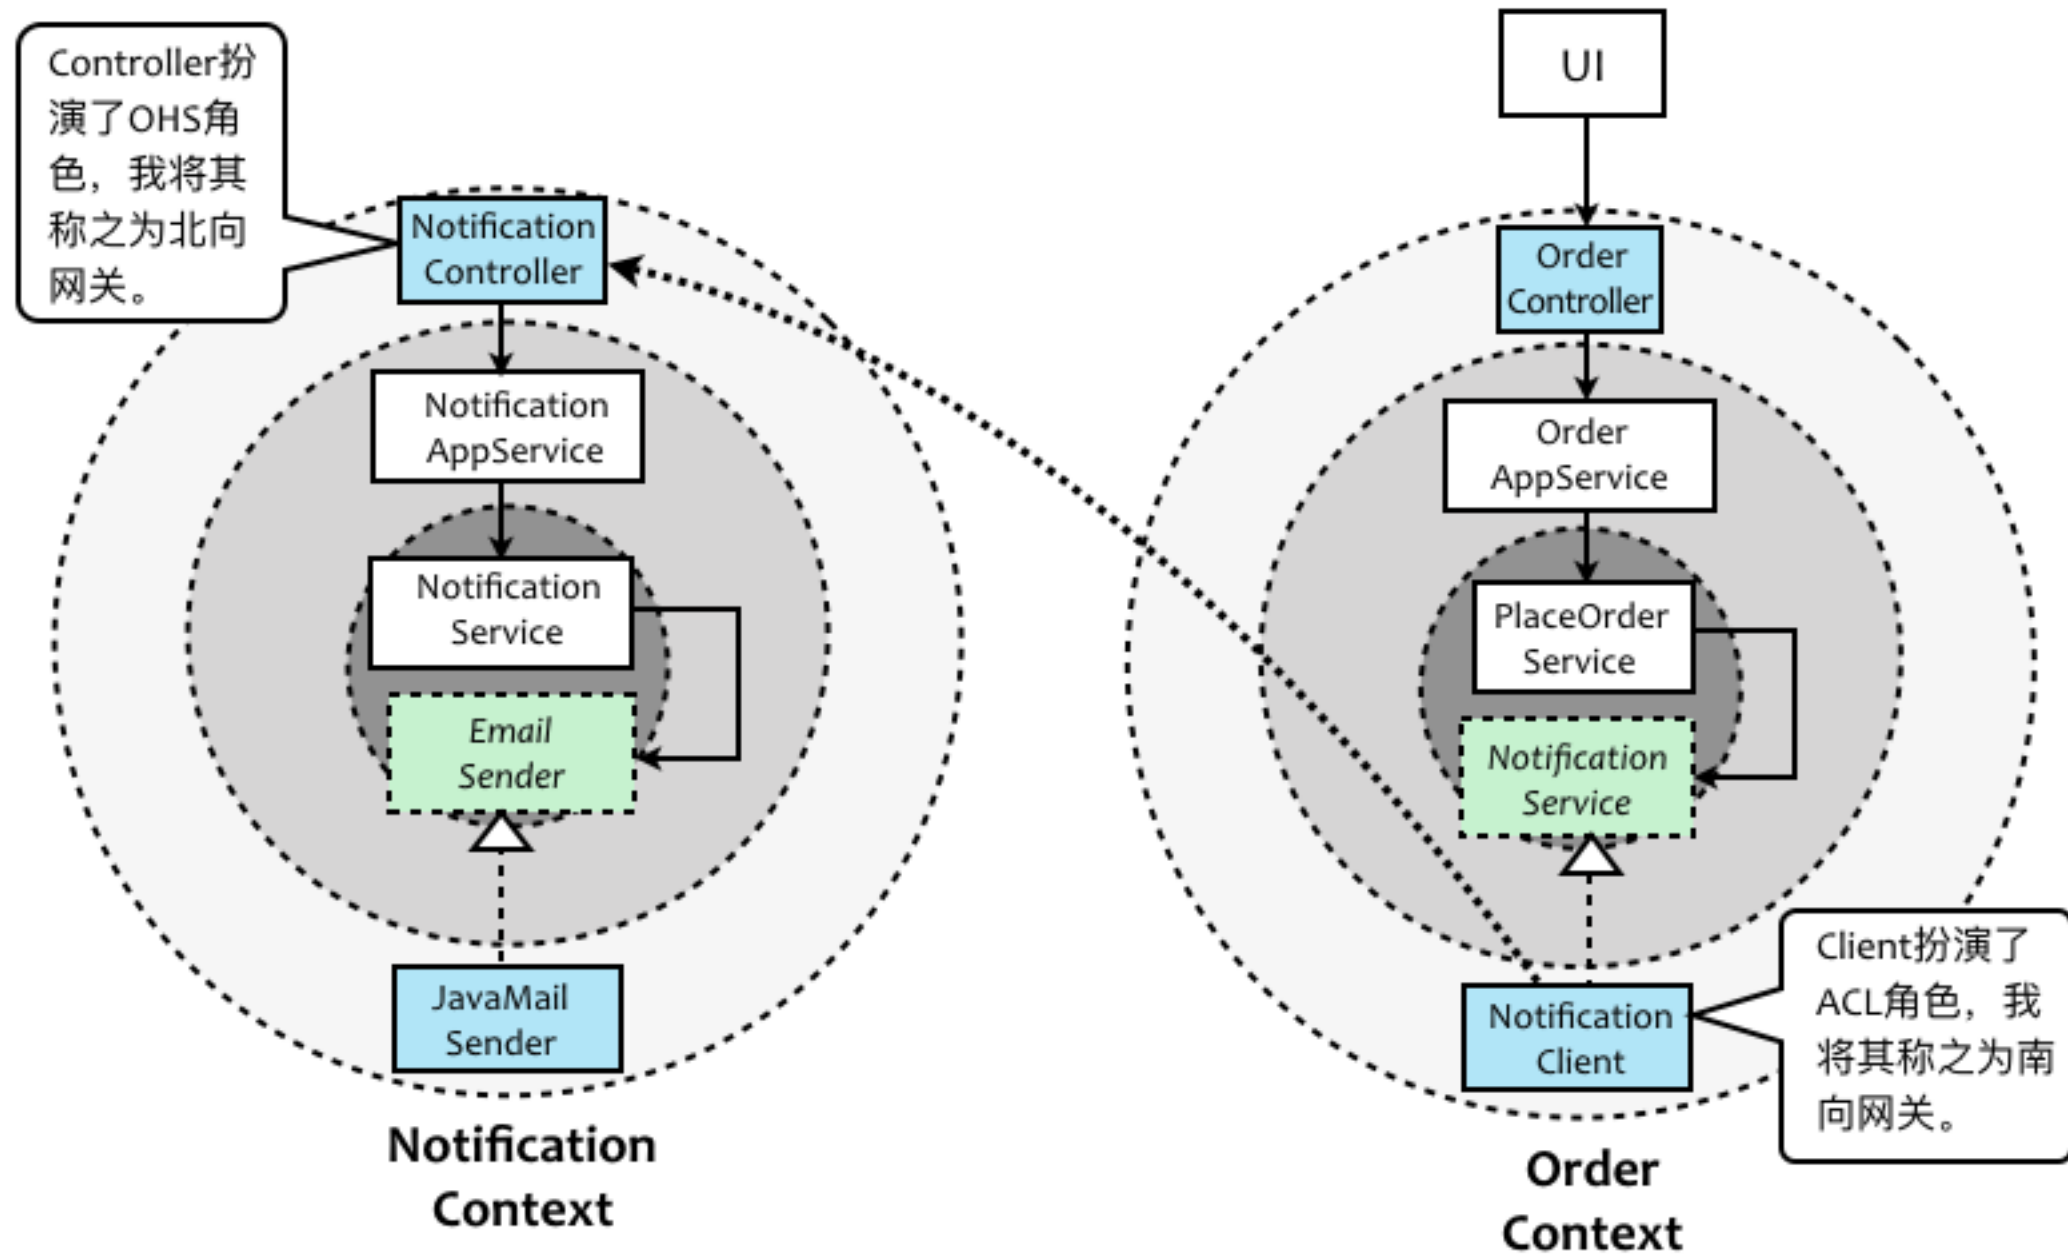 Controller扮
演了OHS角
色，我将其
称之为北向
网关。
Notification
Controller
Notification
AppService
Notification
Service
Email
Sender
JavaMail
Sender
Notification
Context
UI
Order
Controller
Order
AppService
PlaceOrder
Service
Notification
Service
Notification
Client
Client扮演了
ACL角色，我
将其称之为南
向网关。
Order
Context